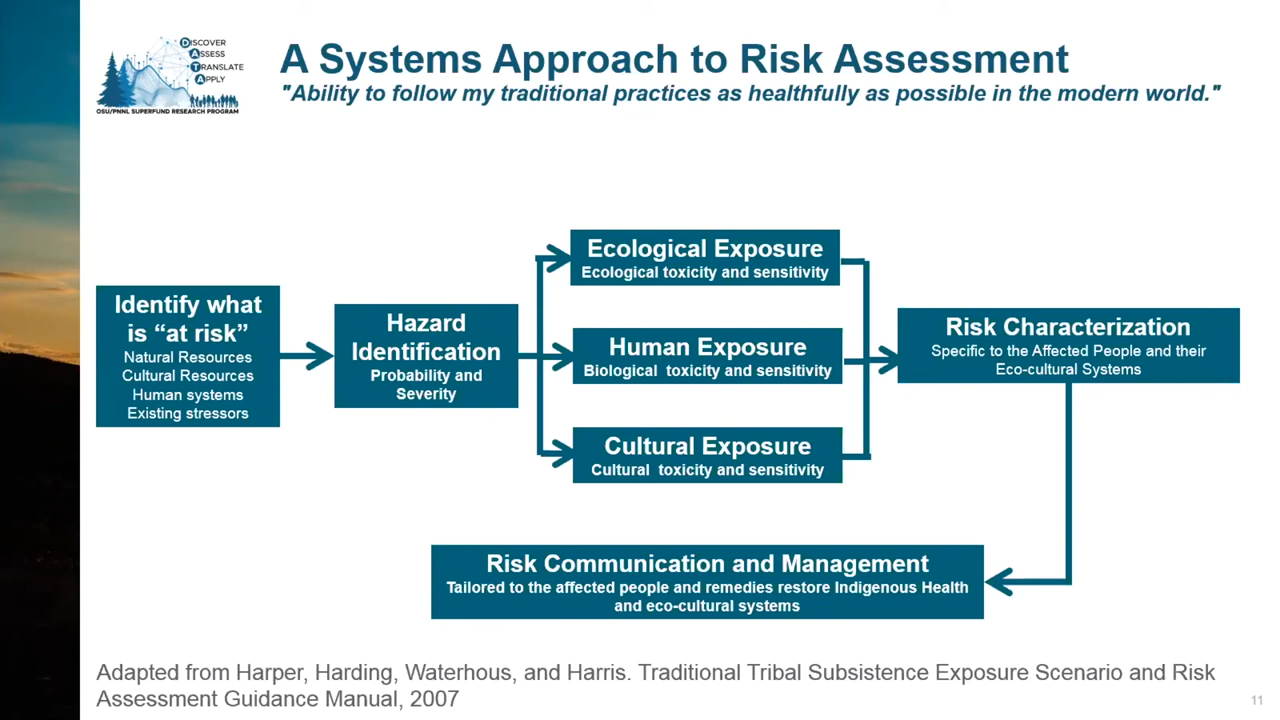 DISCOVER
ASSESS
TRANSLATE
APPLY
OSU/PNNL SUPERFUND RESEARCH PROGRAM
A Systems Approach to Risk Assessment
"Ability to follow my traditional practices as healthfully as possible in the modern world."
Identify what
is “at risk”
Natural Resources
Cultural Resources
Human systems
Existing stressors
Hazard
Identification
Probability and
Severity
Ecological Exposure
Ecological toxicity and sensitivity
Human Exposure
Biological toxicity and sensitivity
Cultural Exposure
Cultural toxicity and sensitivity
Risk Characterization
Specific to the Affected People and their
Eco-cultural Systems
Risk Communication and Management
Tailored to the affected people and remedies restore Indigenous Health
and eco-cultural systems
Adapted from Harper, Harding, Waterhous, and Harris. Traditional Tribal Subsistence Exposure Scenario and Risk
Assessment Guidance Manual, 2007
11